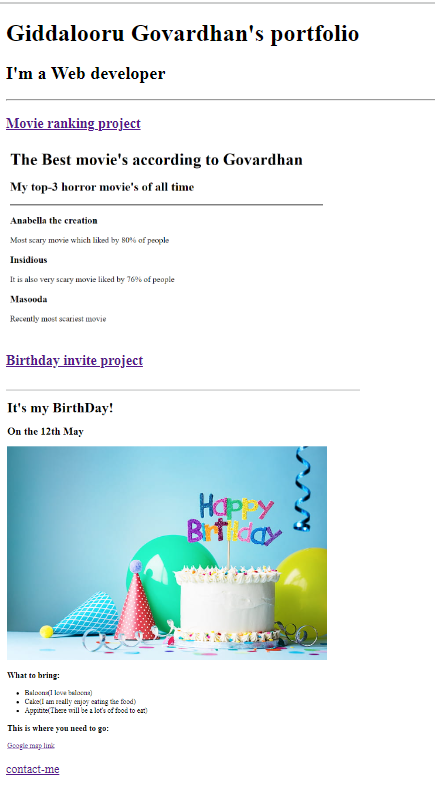 Giddalooru Govardhan's portfolio
I'm a Web developer
Movie ranking project
The Best movie's according to Govardhan
My top-3 horror movie's of all time
Anabella the creation
Most scary movie which liked by 80% of people
Insidious
It is also very scary movie liked by 76% of people
Masooda
Recently most scariest movie
Birthday invite project
It's my BirthDay!
On the 12th May
HAPPY
BirtHdAy
What to bring:
Baloons(I love baloons)
Cake(I am really enjoy eating the food)
Appitite(There will be a lot's of food to eat)
This is where you need to go:
Google map link
contact-me